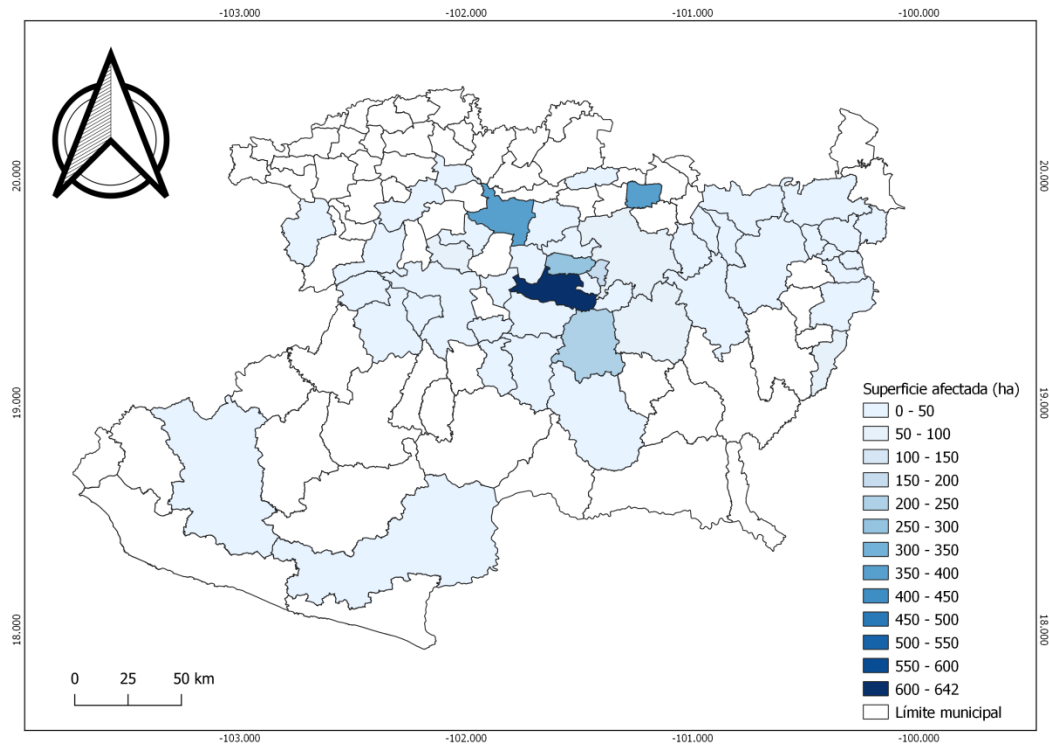 -103.000 -102.000 -101.000 -100.000
20.000 20.000
19.000 19.000
Superficie afectada (ha)
0 - 50
50 - 100
100 - 150
150 - 200
200 - 250
250 - 300
300 - 350
350 - 400
400 - 450
450 - 500
500 - 550
550 - 600
600 - 642
Límite municipal
18.000 18.000
0 25 50 km
-103.000 -102.000 -101.000 -100.000